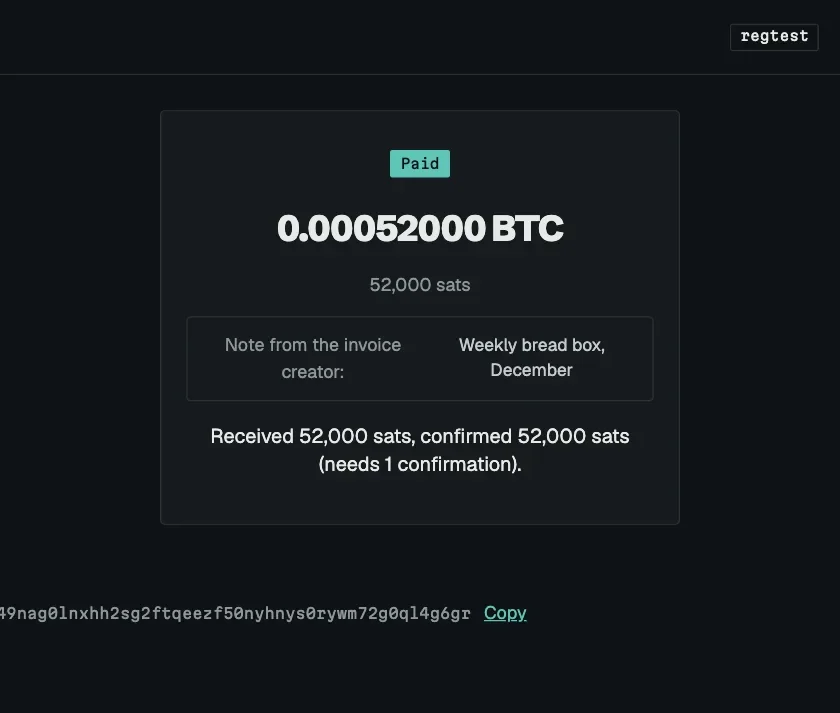 regtest
Paid
0.00052000 BTC
52,000 sats
Note from the invoice
creator:
Weekly bread box,
December
Received 52,000 sats, confirmed 52,000 sats
(needs 1 confirmation).
49nag0lnxhh2sg2ftqeezf50nyhnys0rywm72g0ql4g6gr Copy